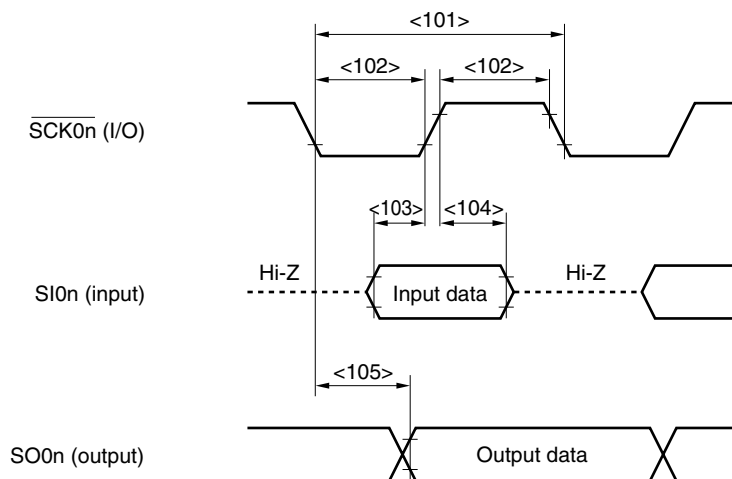 <101>
<102> <102>
SCK0n (I/O)
<103> <104>
Hi-Z Hi-Z
SI0n (input) Input data
<105>
SO0n (output) Output data